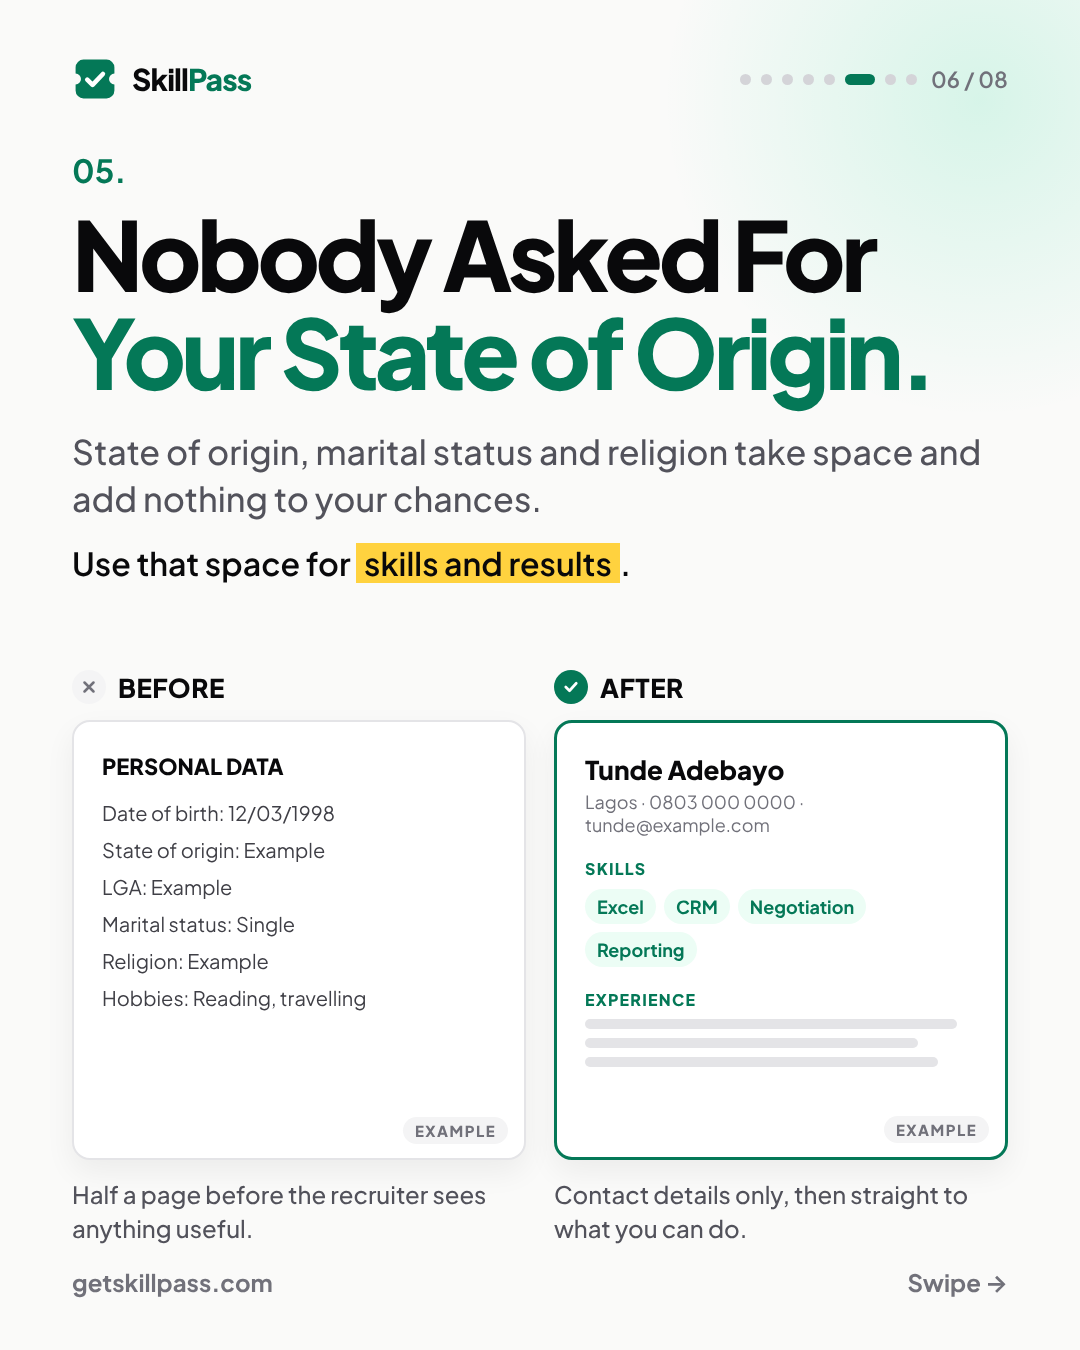 SkillPass
06 / 08
05.
Nobody Asked For
Your State of Origin.
State of origin, marital status and religion take space and
add nothing to your chances.
Use that space for skills and results.
BEFORE
PERSONAL DATA
Date of birth: 12/03/1998
State of origin: Example
LGA: Example
Marital status: Single
Religion: Example
Hobbies: Reading, travelling
EXAMPLE
Half a page before the recruiter sees
anything useful.
AFTER
Tunde Adebayo
Lagos · 0803 000 0000 ·
tunde@example.com
SKILLS
Excel CRM Negotiation
Reporting
EXPERIENCE
EXAMPLE
Contact details only, then straight to
what you can do.
getskillpass.com
Swipe →